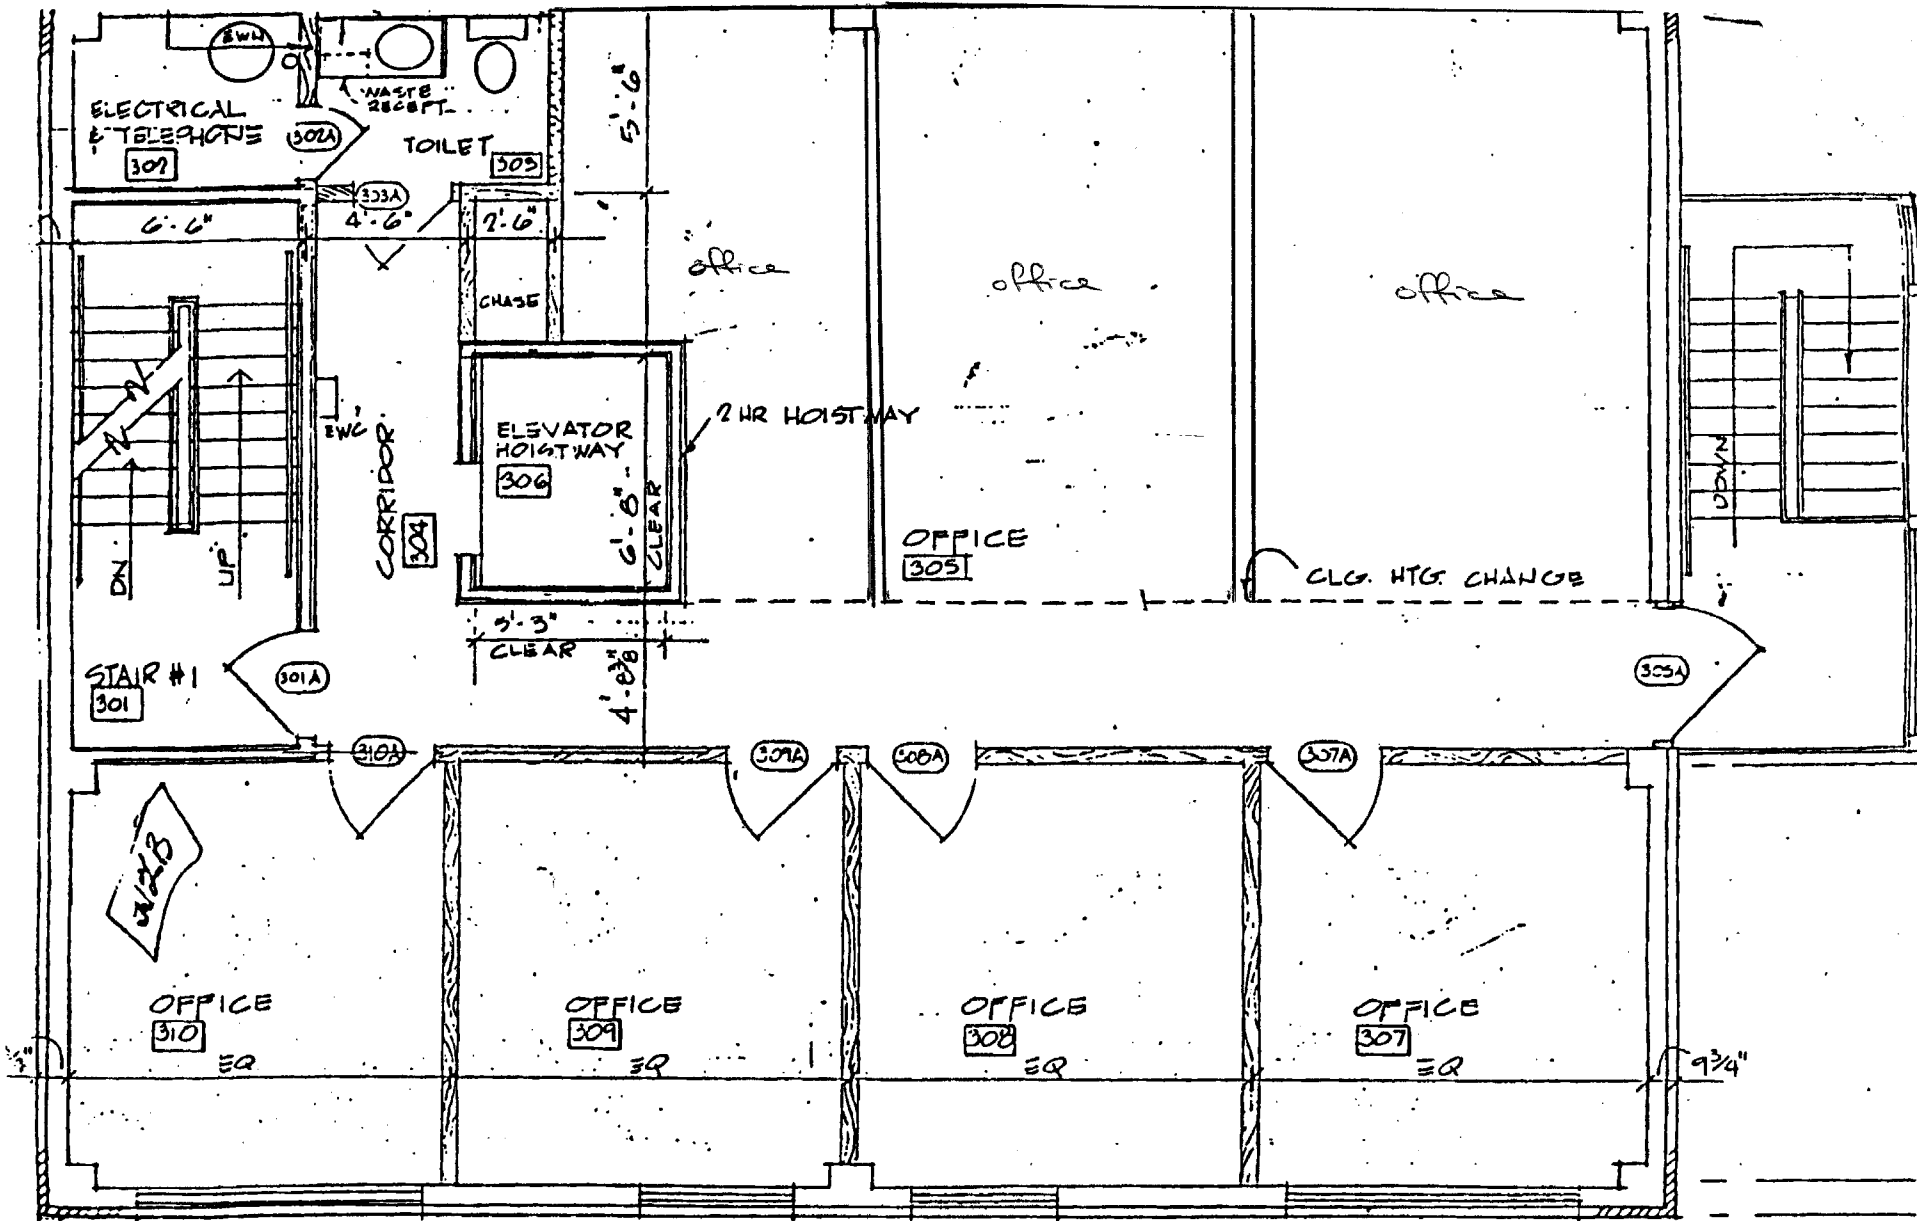 EWH
WASTE
RECEPT.
ELECTRICAL
& TELEPHONE
302
302A
TOILET
303
303A
6'-6"
4'-6"
2'-6"
5'-6"
office
office
office
CHASE
2 HR HOISTWAY
EWC
ELEVATOR
HOISTWAY
306
CORRIDOR
304
6'-8"
CLEAR
DN
UP
DOWN
OFFICE
305
CLG. HTG. CHANGE
5'-3"
CLEAR
4'-8 3/8"
STAIR #1
301
301A
305A
310A
309A
308A
307A
OFFICE
310
EQ
OFFICE
309
EQ
OFFICE
308
EQ
OFFICE
307
EQ
9 3/4"